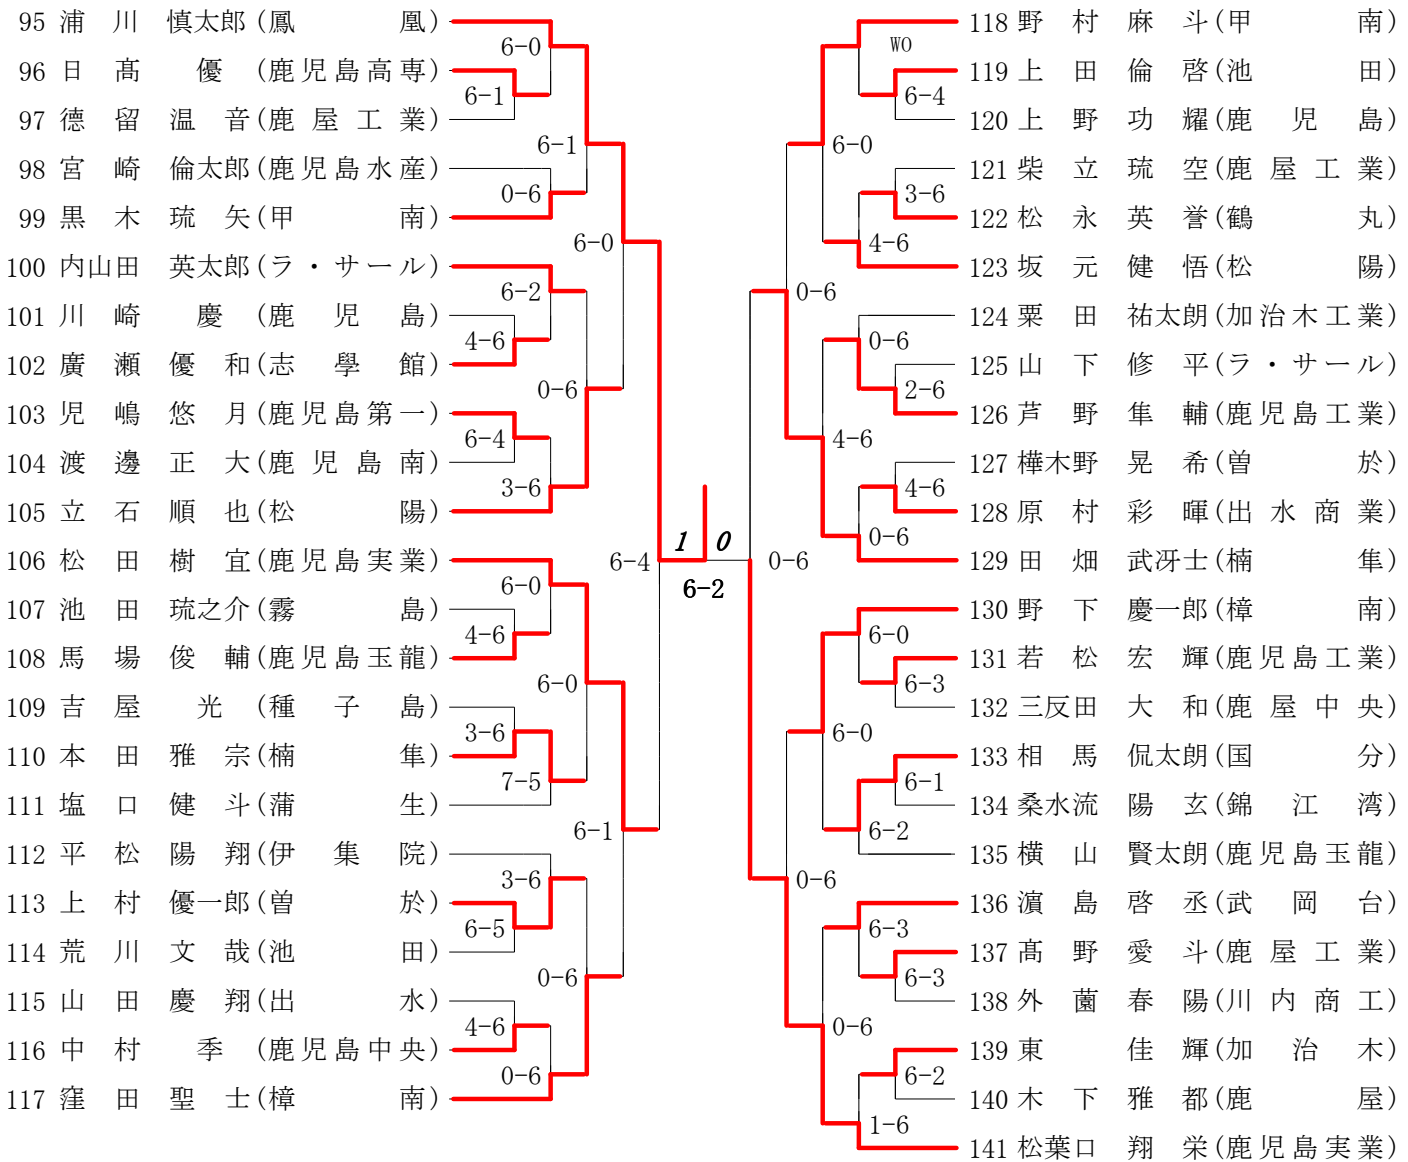 95 浦川 慎太郎 (鳳凰)
6-0
96 日髙 優 (鹿児島高専)
6-1
97 德留 温音 (鹿屋工業)
6-1
98 宮崎 倫太郎 (鹿児島水産)
0-6
99 黒木 琉矢 (甲南)
6-0
100 内山田 英太郎 (ラ・サール)
6-2
101 川崎 慶 (鹿児島)
4-6
102 廣瀬 優和 (志學館)
0-6
103 児嶋 悠月 (鹿児島第一)
6-4
104 渡邊 正大 (鹿児島南)
3-6
105 立石 順也 (松陽)
6-4
106 松田 樹宜 (鹿児島実業)
6-0
107 池田 琉之介 (霧島)
4-6
108 馬場 俊輔 (鹿児島玉龍)
6-0
109 吉屋 光 (種子島)
3-6
110 本田 雅宗 (楠隼)
7-5
111 塩口 健斗 (蒲生)
6-1
112 平松 陽翔 (伊集院)
3-6
113 上村 優一郎 (曽於)
6-5
114 荒川 文哉 (池田)
0-6
115 山田 慶翔 (出水)
4-6
116 中村 季 (鹿児島中央)
0-6
117 窪田 聖士 (樟南)
1 0
6-2
118 野村 麻斗 (甲南)
WO
119 上田 倫啓 (池田)
6-4
120 上野 功耀 (鹿児島)
6-0
121 柴立 琉空 (鹿屋工業)
3-6
122 松永 英誉 (鶴丸)
4-6
123 坂元 健悟 (松陽)
0-6
124 粟田 祐太朗 (加治木工業)
0-6
125 山下 修平 (ラ・サール)
2-6
126 芦野 隼輔 (鹿児島工業)
4-6
127 樺木野 晃希 (曽於)
4-6
128 原村 彩暉 (出水商業)
0-6
129 田畑 武冴士 (楠隼)
0-6
130 野下 慶一郎 (樟南)
6-0
131 若松 宏輝 (鹿児島工業)
6-3
132 三反田 大和 (鹿屋中央)
6-0
133 相馬 侃太朗 (国分)
6-1
134 桑水流 陽玄 (錦江湾)
6-2
135 横山 賢太朗 (鹿児島玉龍)
0-6
136 濵島 啓丞 (武岡台)
6-3
137 髙野 愛斗 (鹿屋工業)
6-3
138 外薗 春陽 (川内商工)
0-6
139 東 佳輝 (加治木)
6-2
140 木下 雅都 (鹿屋)
1-6
141 松葉口 翔栄 (鹿児島実業)